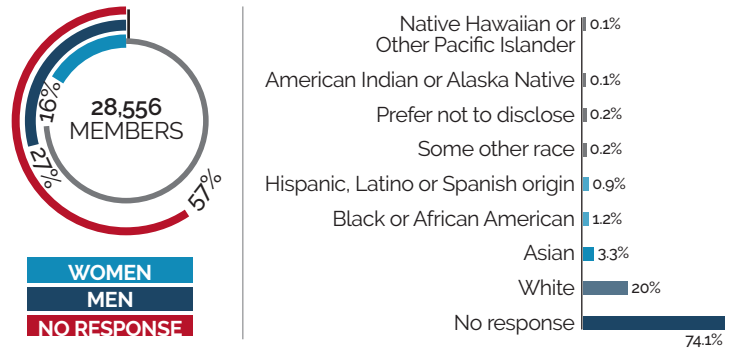 16%
28,556
MEMBERS
27%
57%
WOMEN
MEN
NO RESPONSE
Native Hawaiian or
Other Pacific Islander
0.1%
American Indian or Alaska Native 0.1%
Prefer not to disclose 0.2%
Some other race 0.2%
Hispanic, Latino or Spanish origin 0.9%
Black or African American 1.2%
Asian 3.3%
White 20%
No response
74.1%